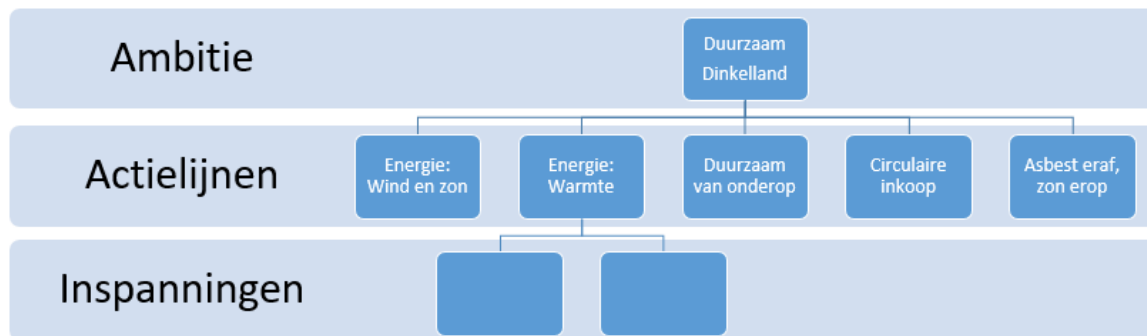 Ambitie
Duurzaam
Dinkelland
Actielijnen
Energie:
Wind en zon
Energie:
Warmte
Duurzaam
van onderop
Circulaire
inkoop
Asbest eraf,
zon erop
Inspanningen